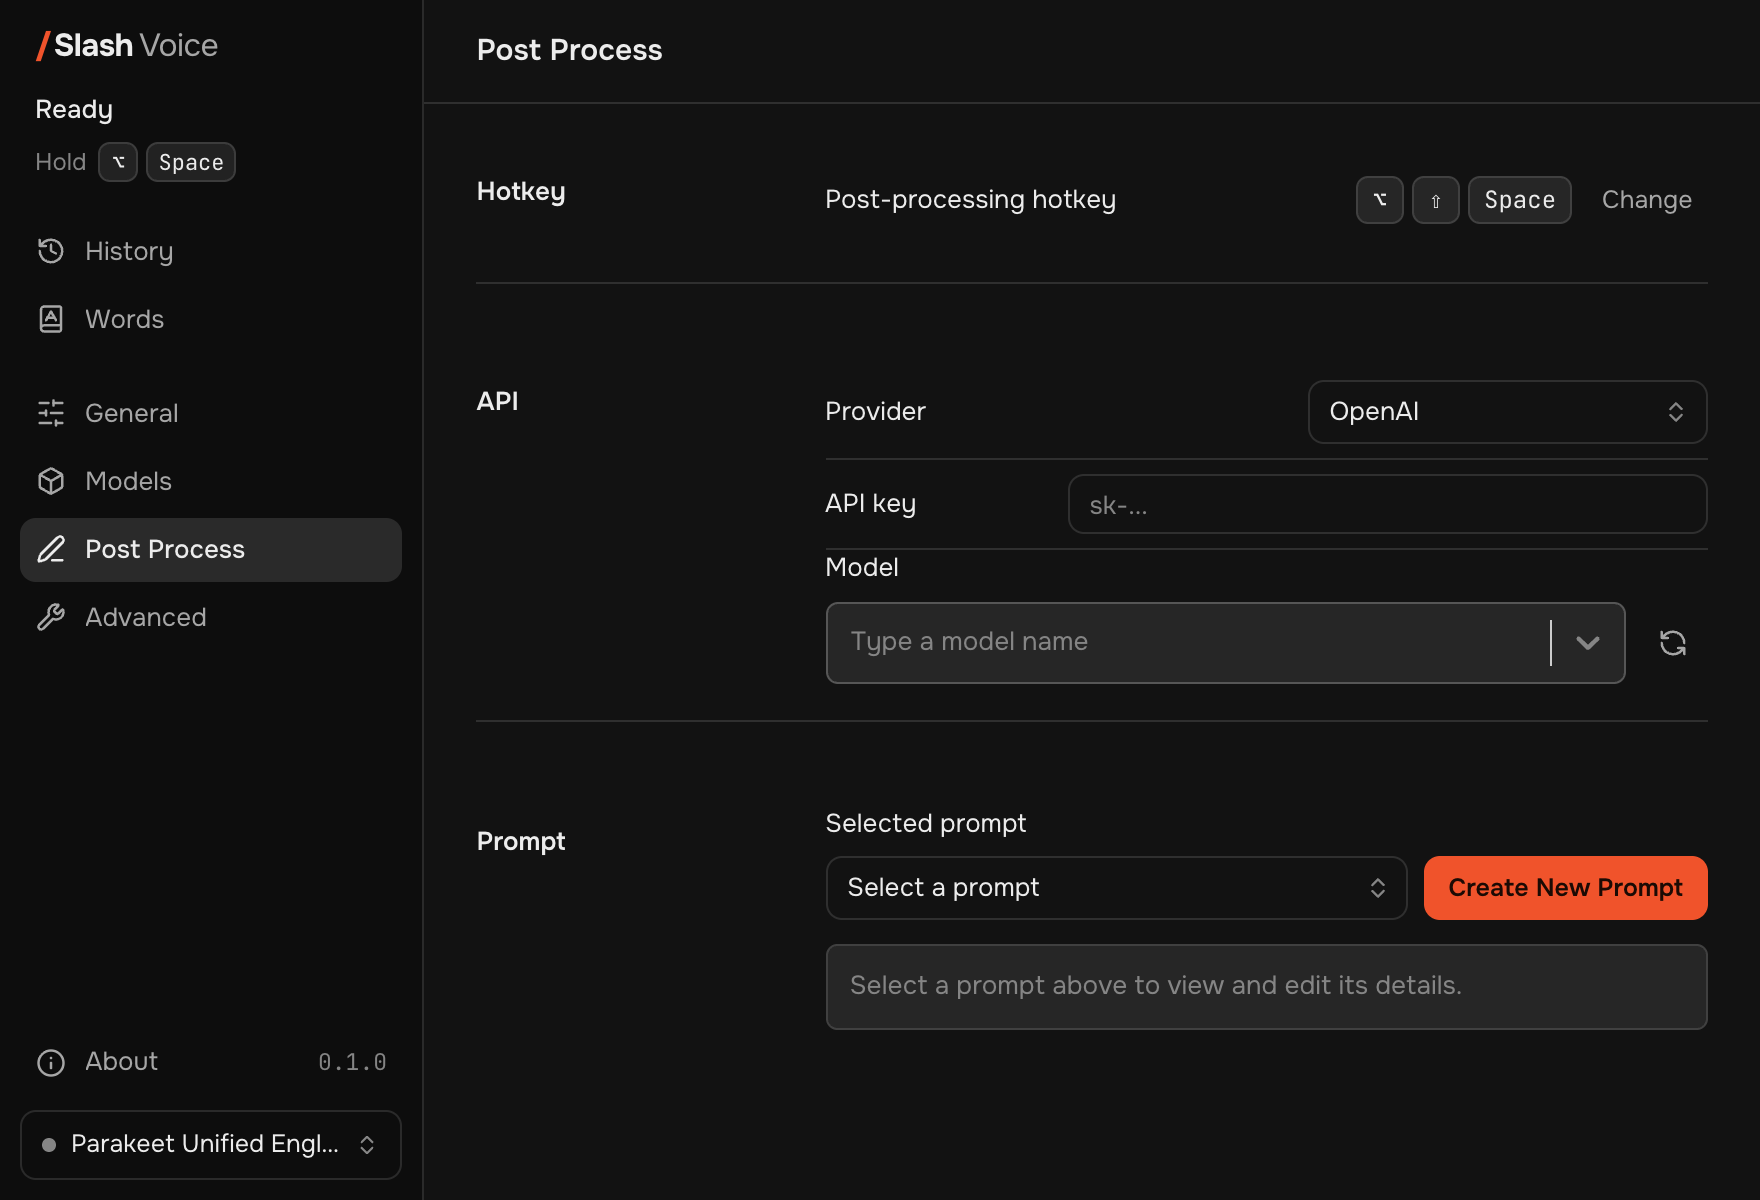 /Slash Voice
Ready
Hold ⌥ Space
History
Words
General
Models
Post Process
Advanced
About 0.1.0
Parakeet Unified Engl...
Post Process
Hotkey
Post-processing hotkey ⌥ ⇧ Space Change
API
Provider OpenAI
API key sk-...
Model
Type a model name
Prompt
Selected prompt
Select a prompt Create New Prompt
Select a prompt above to view and edit its details.